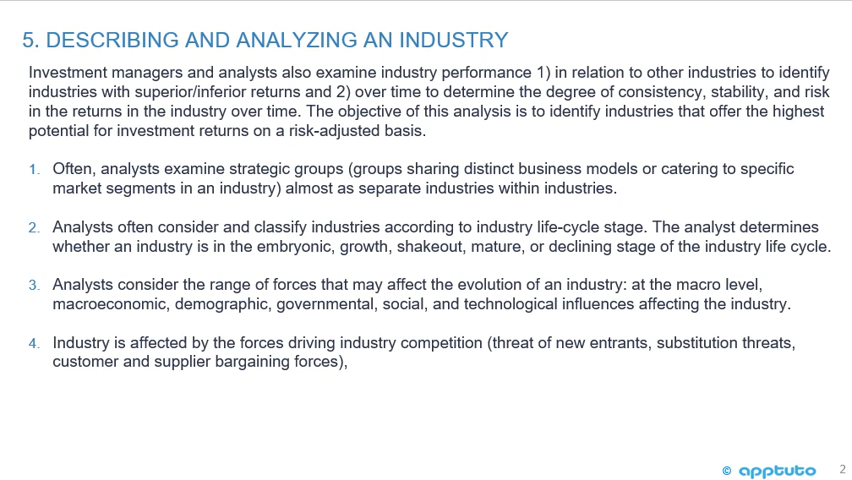 5. DESCRIBING AND ANALYZING AN INDUSTRY
Investment managers and analysts also examine industry performance 1) in relation to other industries to identify
industries with superior/inferior returns and 2) over time to determine the degree of consistency, stability, and risk
in the returns in the industry over time. The objective of this analysis is to identify industries that offer the highest
potential for investment returns on a risk-adjusted basis.
1. Often, analysts examine strategic groups (groups sharing distinct business models or catering to specific
market segments in an industry) almost as separate industries within industries.
2. Analysts often consider and classify industries according to industry life-cycle stage. The analyst determines
whether an industry is in the embryonic, growth, shakeout, mature, or declining stage of the industry life cycle.
3. Analysts consider the range of forces that may affect the evolution of an industry: at the macro level,
macroeconomic, demographic, governmental, social, and technological influences affecting the industry.
4. Industry is affected by the forces driving industry competition (threat of new entrants, substitution threats,
customer and supplier bargaining forces),
© apptuto 2